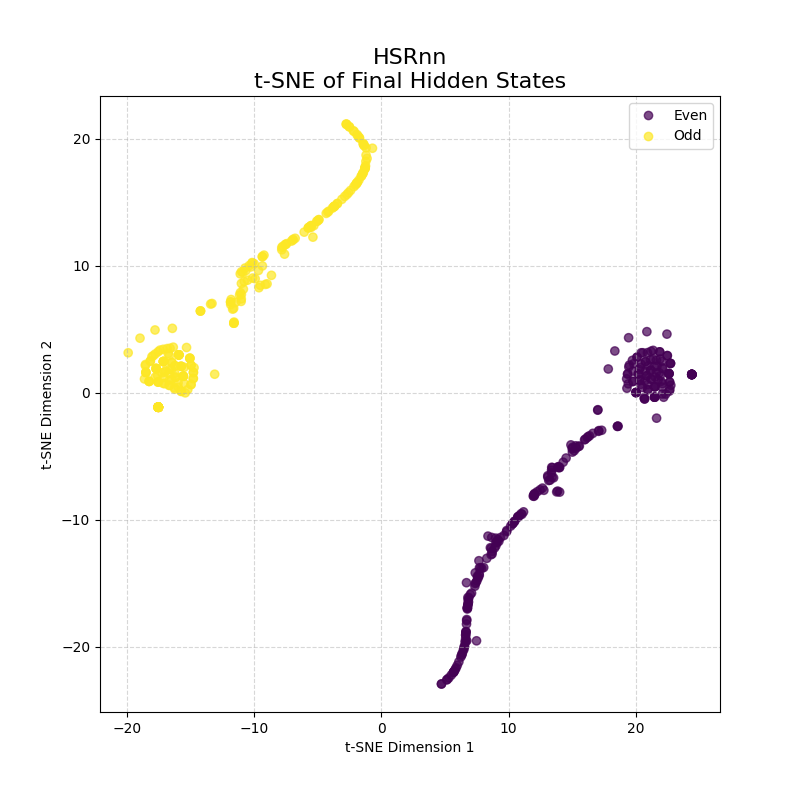 HSRnn
t-SNE of Final Hidden States
Even
Odd
t-SNE Dimension 2
20
10
0
−10
−20
−20
−10
0
10
20
t-SNE Dimension 1